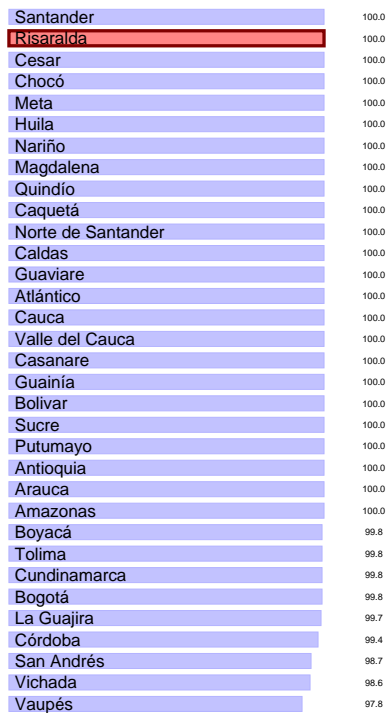 Santander 100.0
Risaralda 100.0
Cesar 100.0
Chocó 100.0
Meta 100.0
Huila 100.0
Nariño 100.0
Magdalena 100.0
Quindío 100.0
Caquetá 100.0
Norte de Santander 100.0
Caldas 100.0
Guaviare 100.0
Atlántico 100.0
Cauca 100.0
Valle del Cauca 100.0
Casanare 100.0
Guainía 100.0
Bolivar 100.0
Sucre 100.0
Putumayo 100.0
Antioquia 100.0
Arauca 100.0
Amazonas 100.0
Boyacá 99.8
Tolima 99.8
Cundinamarca 99.8
Bogotá 99.8
La Guajira 99.7
Córdoba 99.4
San Andrés 98.7
Vichada 98.6
Vaupés 97.8